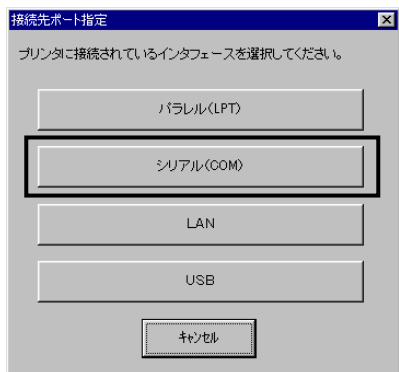 接続先ポート指定
プリンタに接続されているインタフェースを選択してください。
パラレル(LPT)
シリアル(COM)
LAN
USB
キャンセル